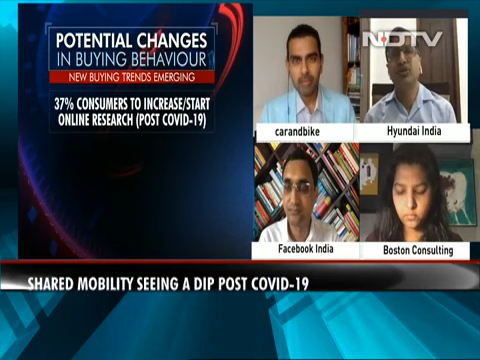 POTENTIAL CHANGES
IN BUYING BEHAVIOUR
NEW BUYING TRENDS EMERGING
37% CONSUMERS TO INCREASE/START
ONLINE RESEARCH (POST COVID-19)
NDTV
carandbike
Hyundai India
Facebook India
Boston Consulting
SHARED MOBILITY SEEING A DIP POST COVID-19